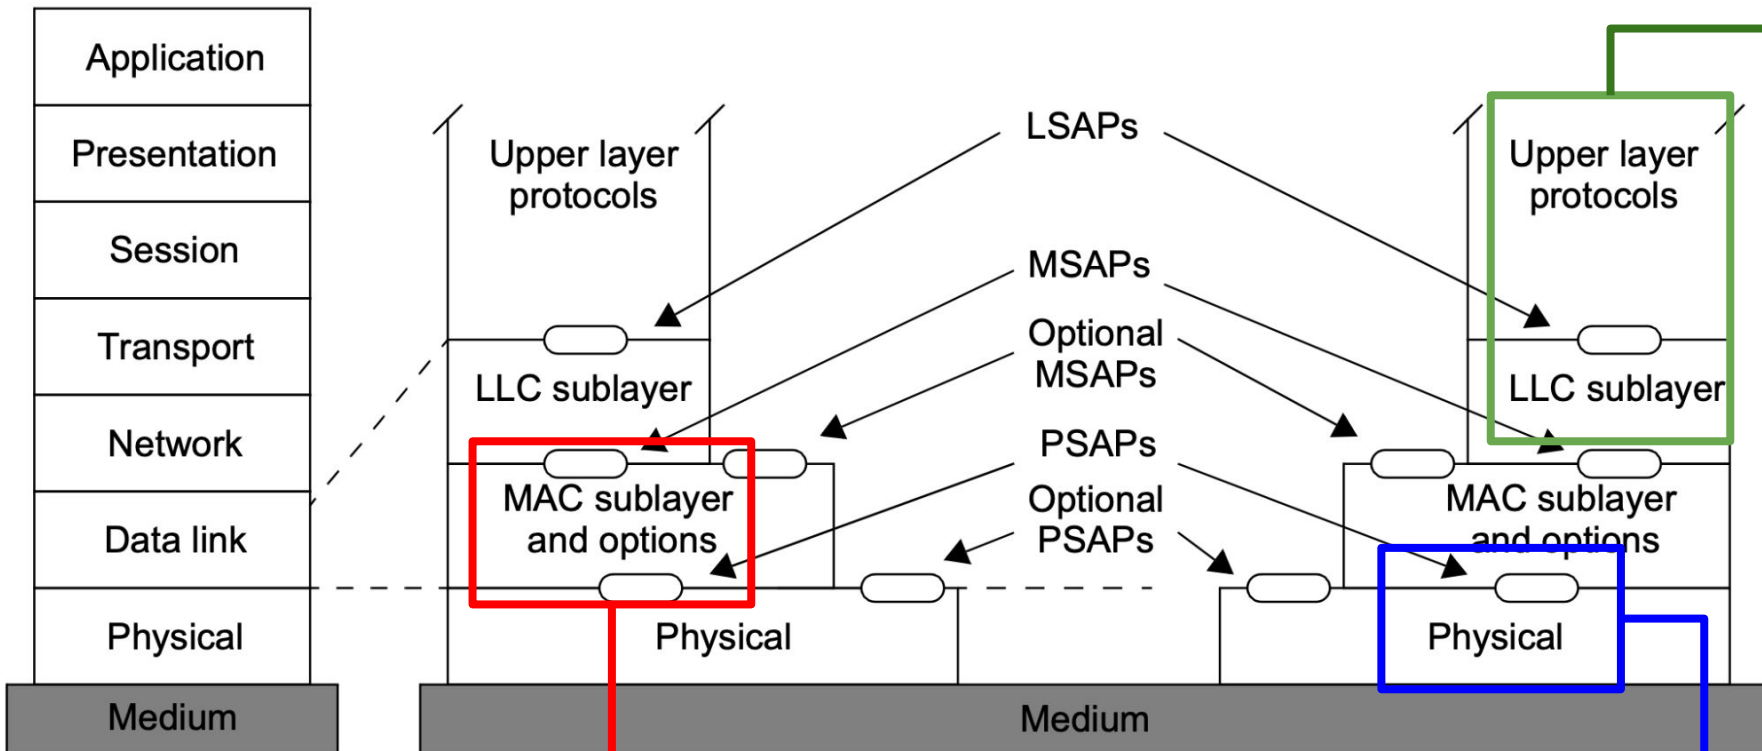 Application
Presentation
Session
Transport
Network
Data link
Physical
Medium
Upper layer
protocols
LLC sublayer
MAC sublayer
and options
Physical
LSAPs
MSAPs
Optional
MSAPs
PSAPs
Optional
PSAPs
Upper layer
protocols
LLC sublayer
MAC sublayer
and options
Physical
Medium